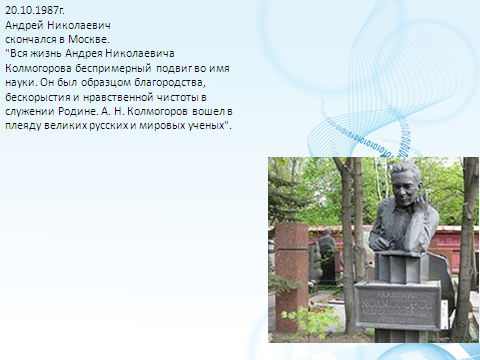 20.10.1987г.
Андрей Николаевич
скончался в Москве.
"Вся жизнь Андрея Николаевича
Колмогорова беспримерный подвиг во имя
науки. Он был образцом благородства,
бескорыстия и нравственной чистоты в
служении Родине. А. Н. Колмогоров вошел в
плеяду великих русских и мировых ученых".
КОЛМОГОРОВ